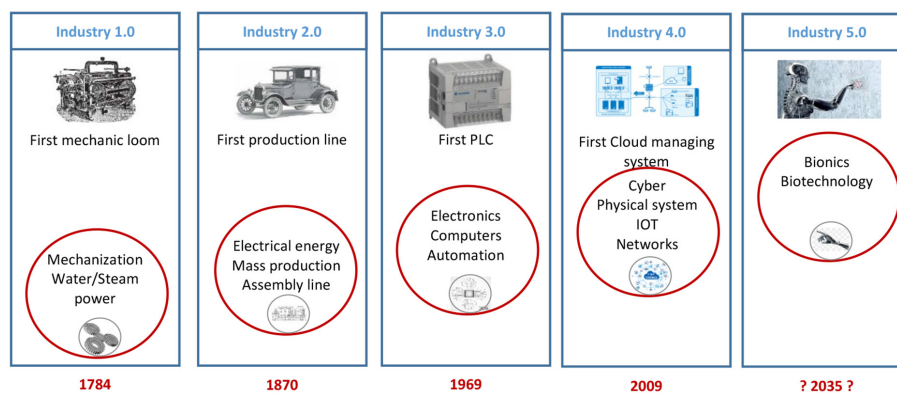 Industry 1.0
First mechanic loom
Mechanization
Water/Steam
power
1784
Industry 2.0
First production line
Electrical energy
Mass production
Assembly line
1870
Industry 3.0
First PLC
Electronics
Computers
Automation
1969
Industry 4.0
First Cloud managing
system
Cyber
Physical system
IOT
Networks
2009
Industry 5.0
Bionics
Biotechnology
? 2035 ?